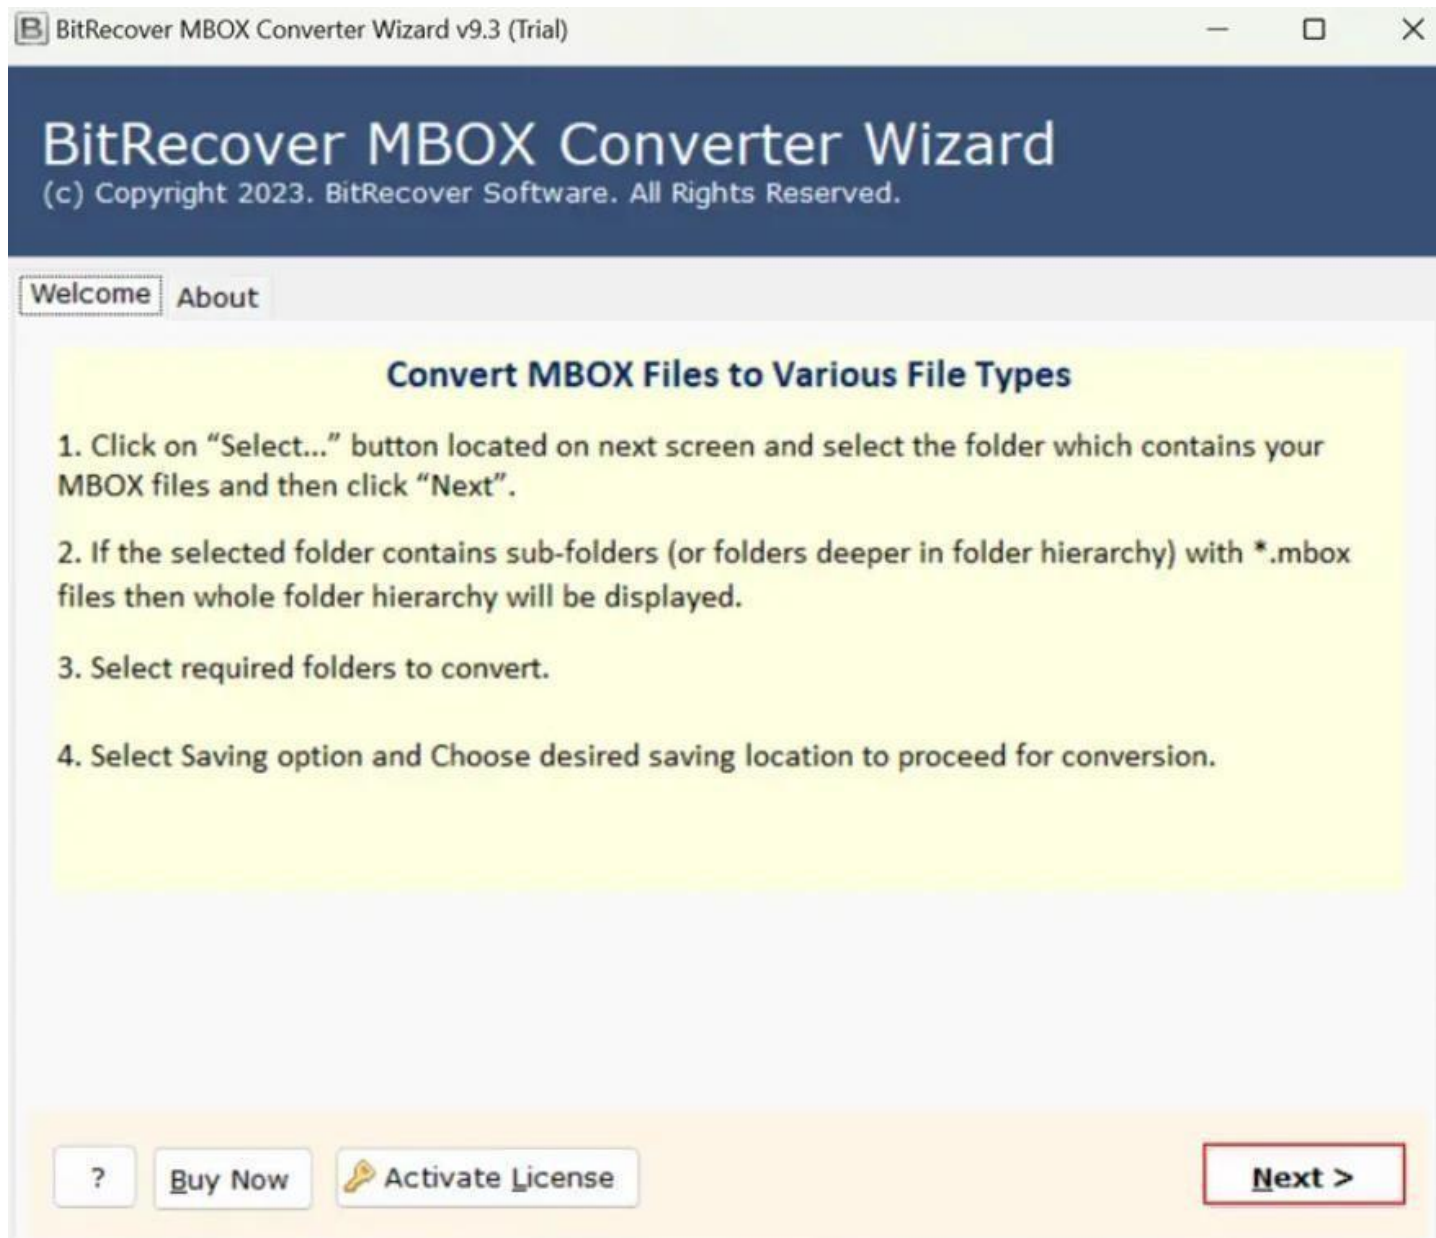 BitRecover MBOX Converter Wizard v9.3 (Trial)
BitRecover MBOX Converter Wizard
(c) Copyright 2023. BitRecover Software. All Rights Reserved.
Welcome About
Convert MBOX Files to Various File Types
1. Click on “Select...” button located on next screen and select the folder which contains your
MBOX files and then click “Next”.
2. If the selected folder contains sub-folders (or folders deeper in folder hierarchy) with *.mbox
files then whole folder hierarchy will be displayed.
3. Select required folders to convert.
4. Select Saving option and Choose desired saving location to proceed for conversion.
? Buy Now Activate License Next >